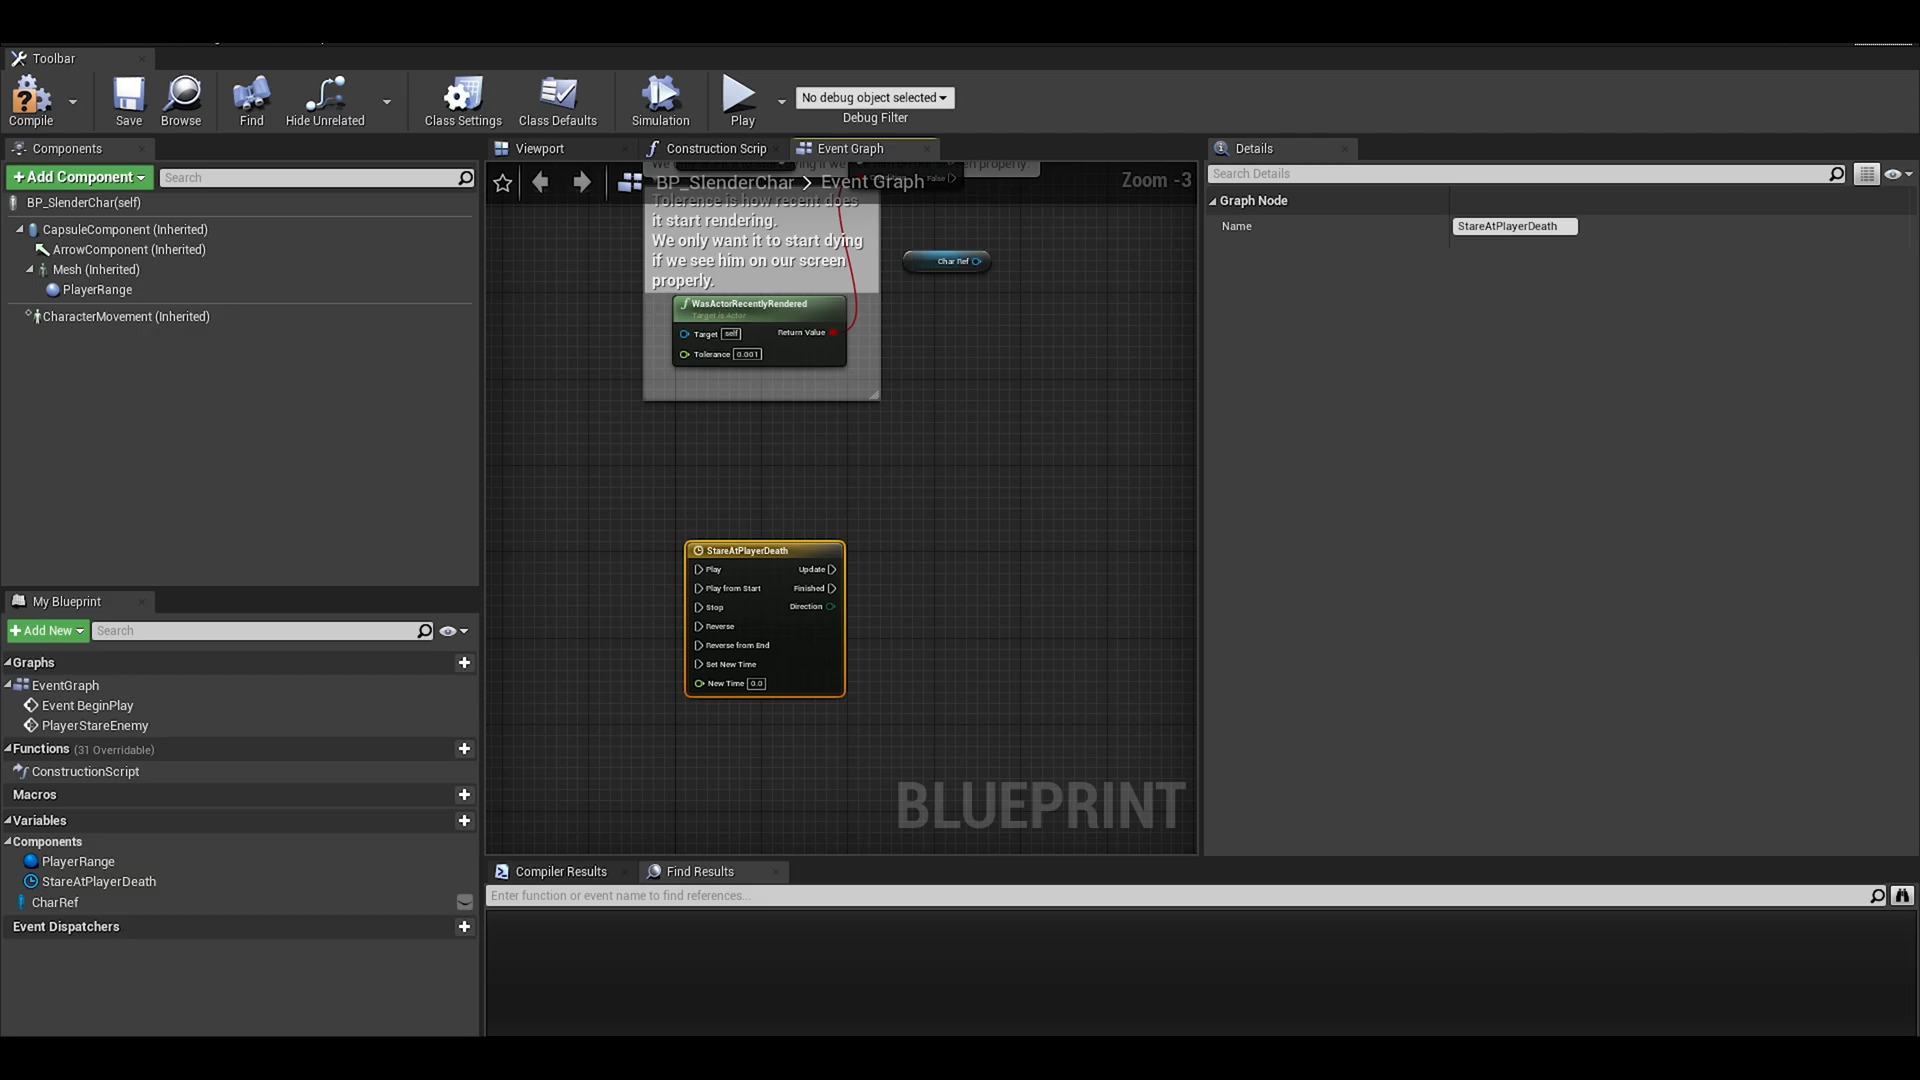 Toolbar
Compile
Save
Browse
Find
Hide Unrelated
Class Settings
Class Defaults
Simulation
Play
No debug object selected
Debug Filter
Components
Add Component
Search
BP_SlenderChar(self)
CapsuleComponent (Inherited)
ArrowComponent (Inherited)
Mesh (Inherited)
PlayerRange
CharacterMovement (Inherited)
My Blueprint
Add New
Search
Graphs
EventGraph
Event BeginPlay
PlayerStareEnemy
Functions (31 Overridable)
ConstructionScript
Macros
Variables
Components
PlayerRange
StareAtPlayerDeath
CharRef
Event Dispatchers
Viewport
Construction Scrip
Event Graph
BP_SlenderChar
Event Graph
False
Zoom -3
Tolerence is how recent does
it start rendering.
We only want it to start dying
if we see him on our screen
properly.
Char Ref
WasActorRecentlyRendered
Target is Actor
Target self
Return Value
Tolerance 0.001
StareAtPlayerDeath
Play
Update
Play from Start
Finished
Stop
Direction
Reverse
Reverse from End
Set New Time
New Time 0.0
BLUEPRINT
Compiler Results
Find Results
Enter function or event name to find references...
Details
Search Details
Graph Node
Name
StareAtPlayerDeath